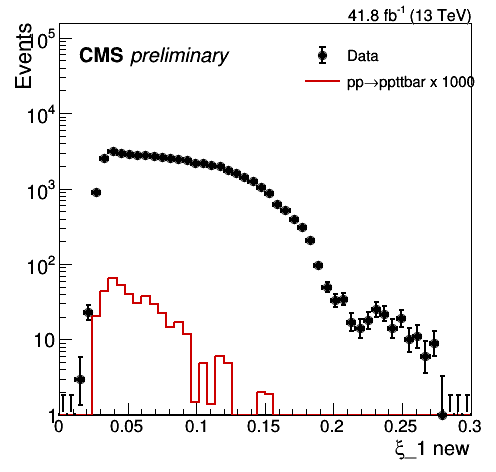 41.8 fb⁻¹ (13 TeV)
Events
CMS preliminary
Data
pp→ppttbar x 1000
10⁵
10⁴
10³
10²
10
1
0 0.05 0.1 0.15 0.2 0.25 0.3
ξ_1 new